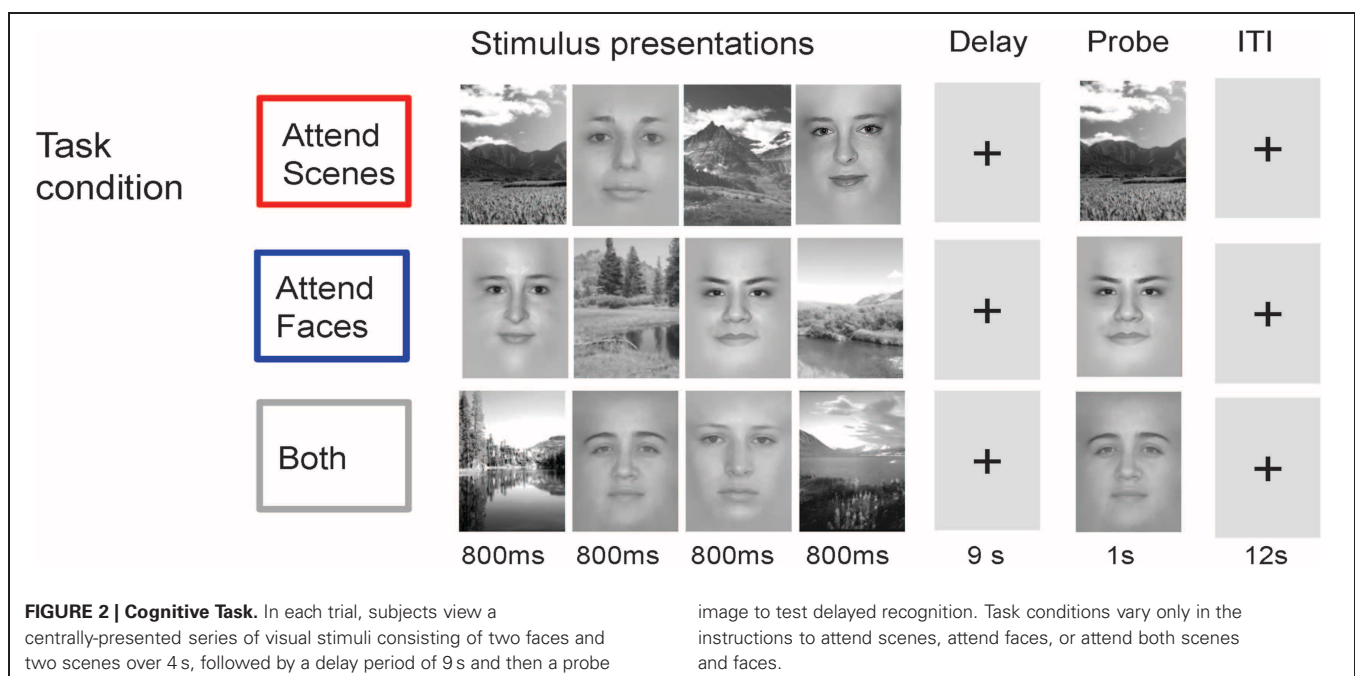 Stimulus presentations Delay Probe ITI
Task
condition
Attend
Scenes
+ +
Attend
Faces
+ +
Both
+ +
800ms 800ms 800ms 800ms 9 s 1s 12s
FIGURE 2 | Cognitive Task. In each trial, subjects view a
centrally-presented series of visual stimuli consisting of two faces and
two scenes over 4 s, followed by a delay period of 9 s and then a probe
image to test delayed recognition. Task conditions vary only in the
instructions to attend scenes, attend faces, or attend both scenes
and faces.